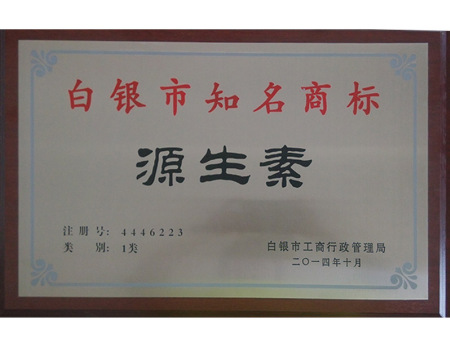 白银市知名商标
源生素
注册号: 4446223
类别: 1类
白银市工商行政管理局
二〇一四年十月